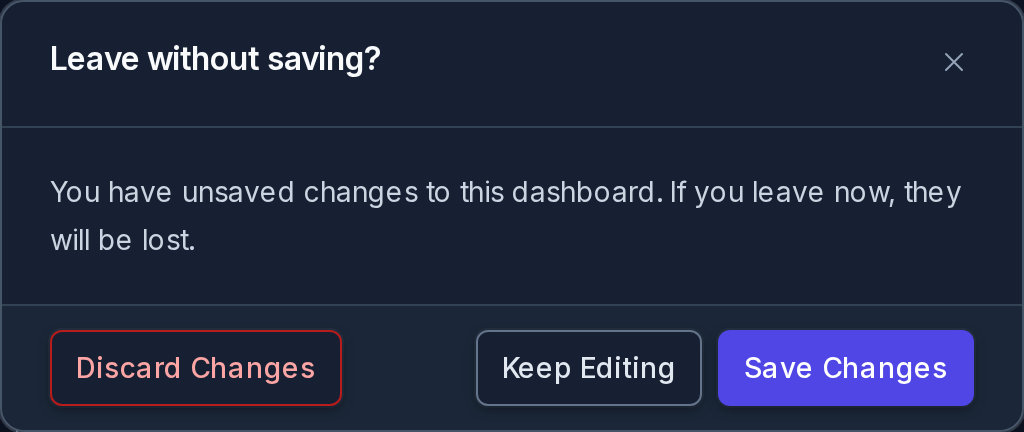 Leave without saving?
You have unsaved changes to this dashboard. If you leave now, they
will be lost.
Discard Changes
Keep Editing
Save Changes